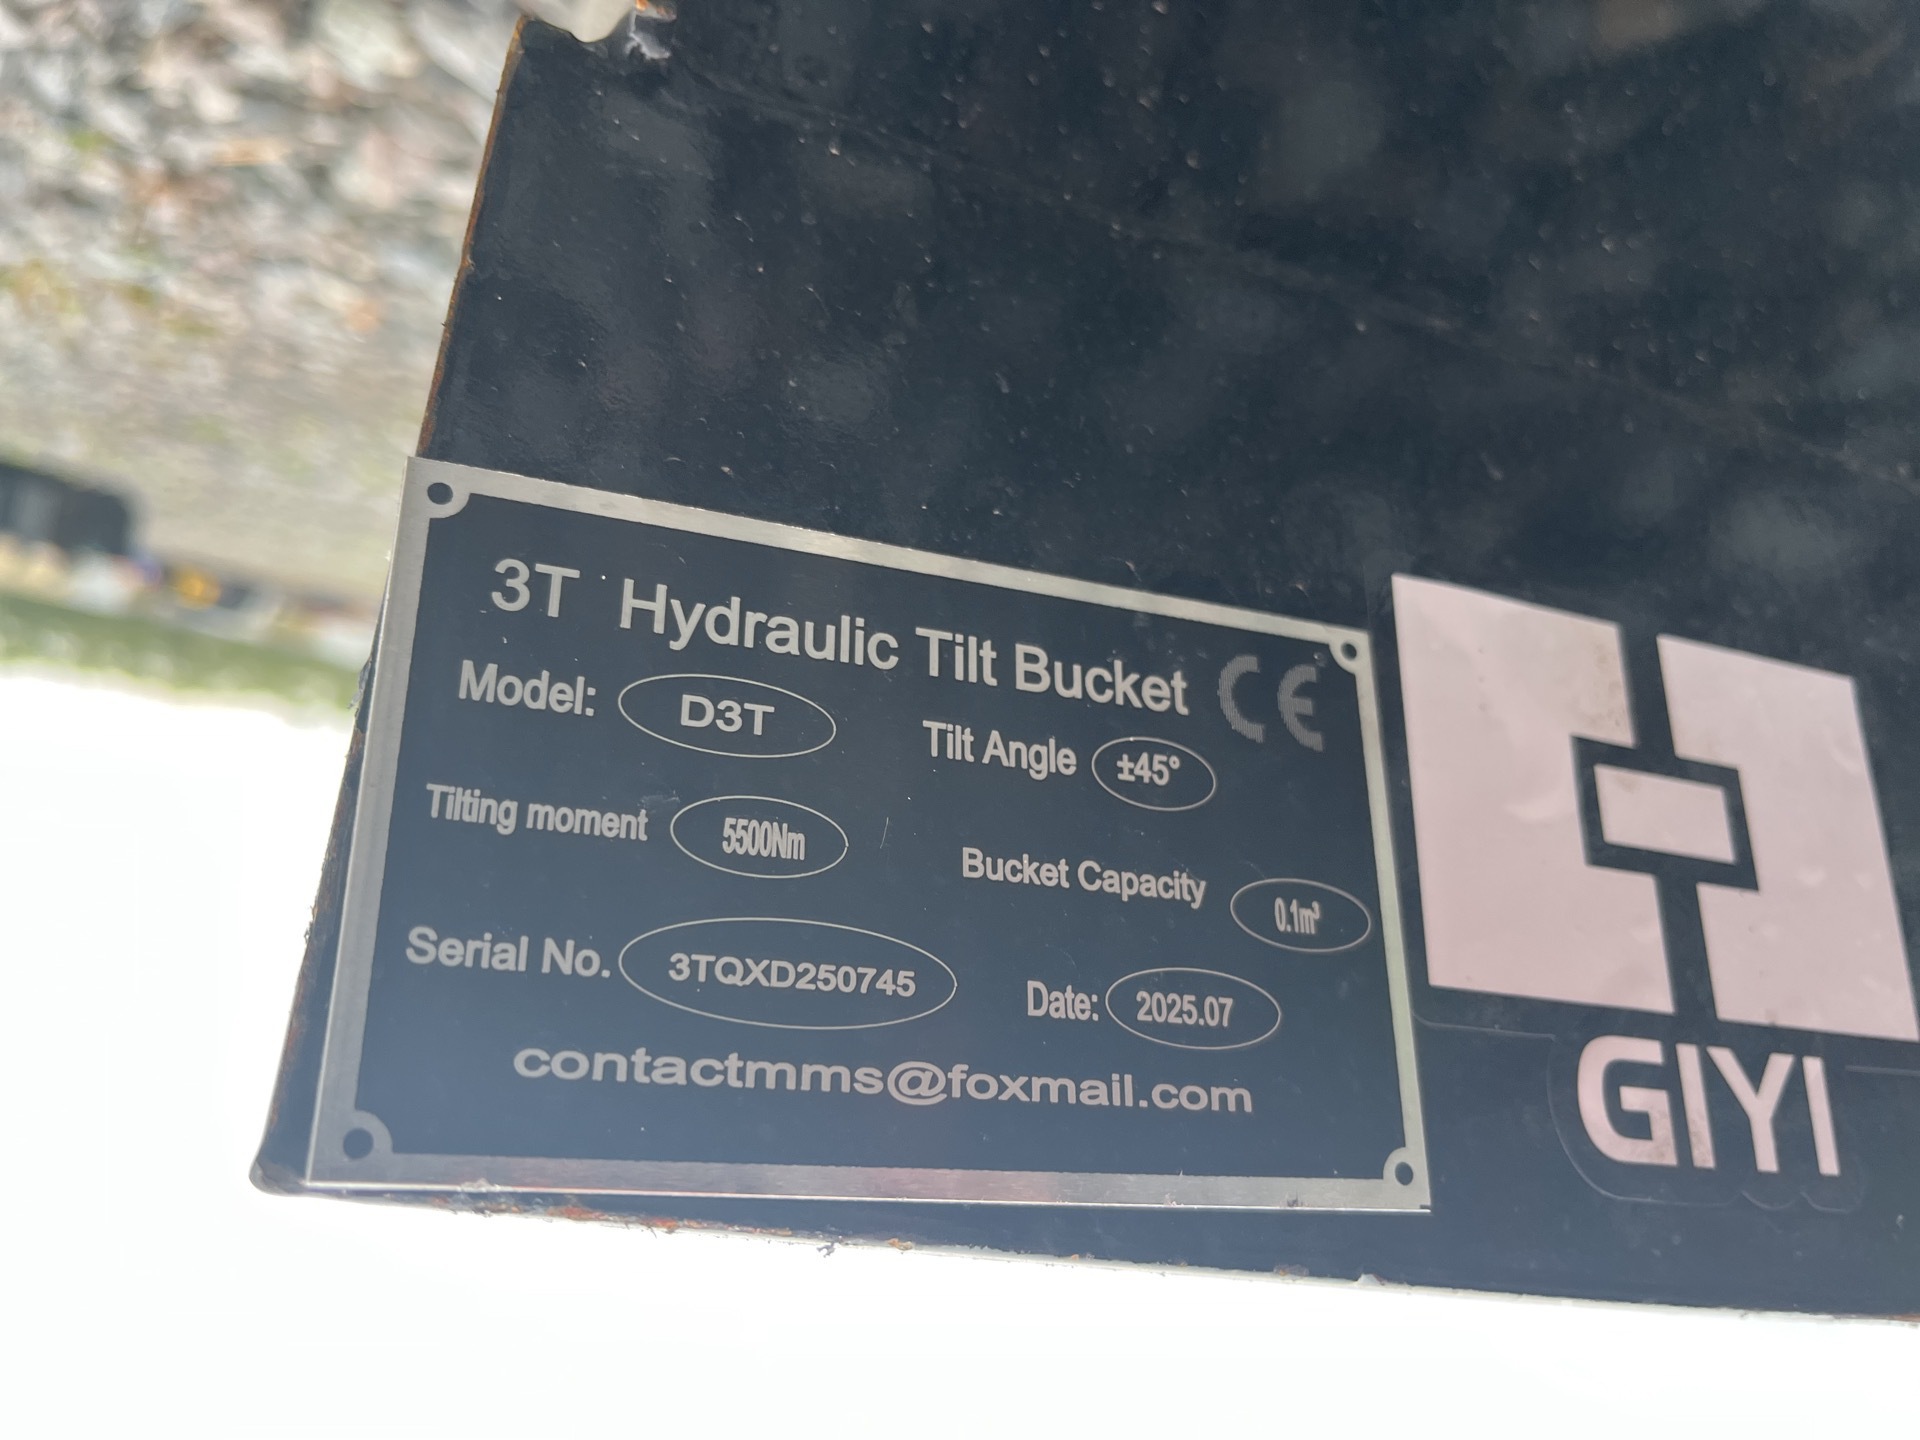 3T Hydraulic Tilt Bucket CE
Model: D3T Tilt Angle ±45°
Tilting moment 5500Nm Bucket Capacity 0.1m³
Serial No. 3TQXD250745 Date: 2025.07
contactmms@foxmail.com
GIYI